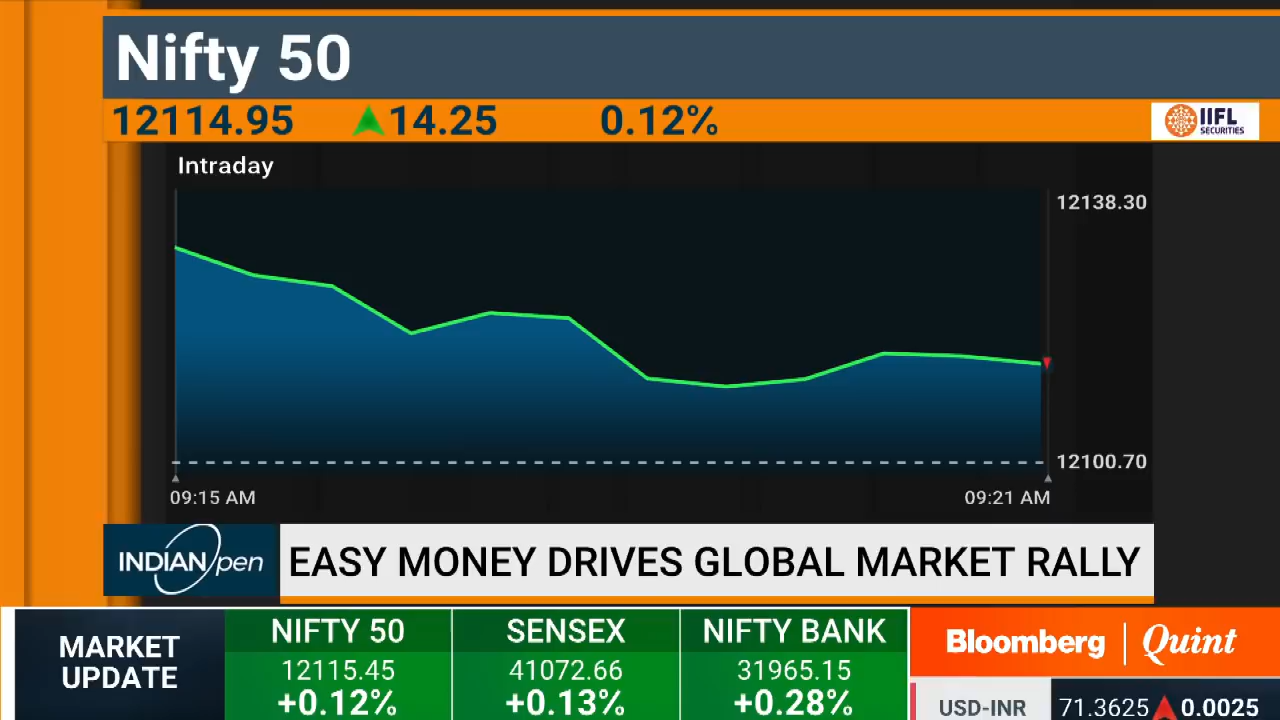 Nifty 50
12114.95 ▲ 14.25 0.12%
IIFL
SECURITIES
Intraday
12138.30
12100.70
09:15 AM 09:21 AM
INDIAN Open
EASY MONEY DRIVES GLOBAL MARKET RALLY
MARKET
UPDATE
NIFTY 50
12115.45
+0.12%
SENSEX
41072.66
+0.13%
NIFTY BANK
31965.15
+0.28%
Bloomberg | Quint
USD-INR 71.3625 ▲ 0.0025